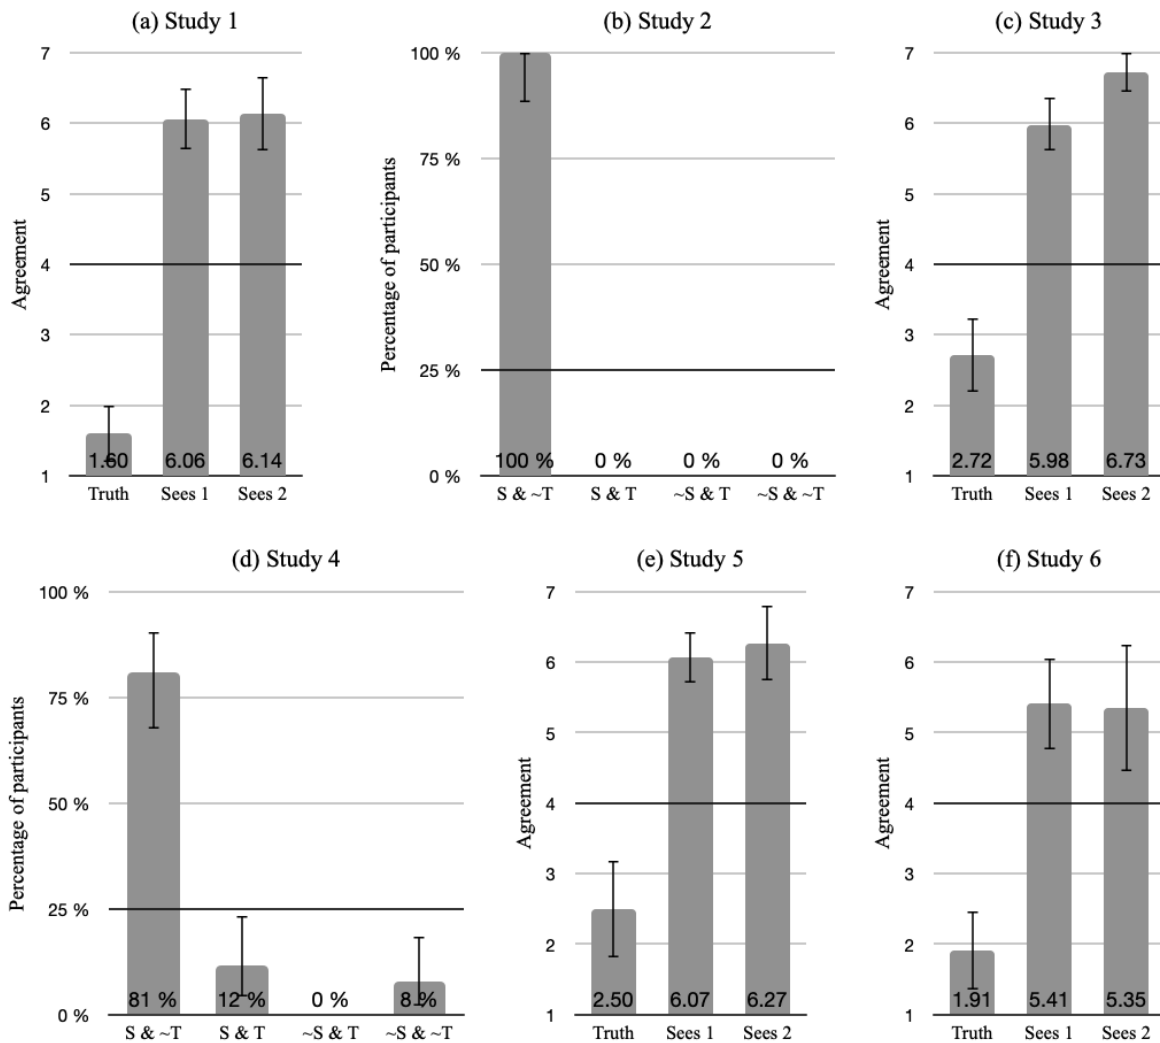 (a) Study 1
7
6
5
4
3
2
1
Agreement
1.60
6.06
6.14
Truth
Sees 1
Sees 2
(b) Study 2
100 %
75 %
50 %
25 %
0 %
Percentage of participants
100 %
0 %
0 %
0 %
S & ~T
S & T
~S & T
~S & ~T
(c) Study 3
7
6
5
4
3
2
1
Agreement
2.72
5.98
6.73
Truth
Sees 1
Sees 2
(d) Study 4
100 %
75 %
50 %
25 %
0 %
Percentage of participants
81 %
12 %
0 %
8 %
S & ~T
S & T
~S & T
~S & ~T
(e) Study 5
7
6
5
4
3
2
1
Agreement
2.50
6.07
6.27
Truth
Sees 1
Sees 2
(f) Study 6
7
6
5
4
3
2
1
Agreement
1.91
5.41
5.35
Truth
Sees 1
Sees 2